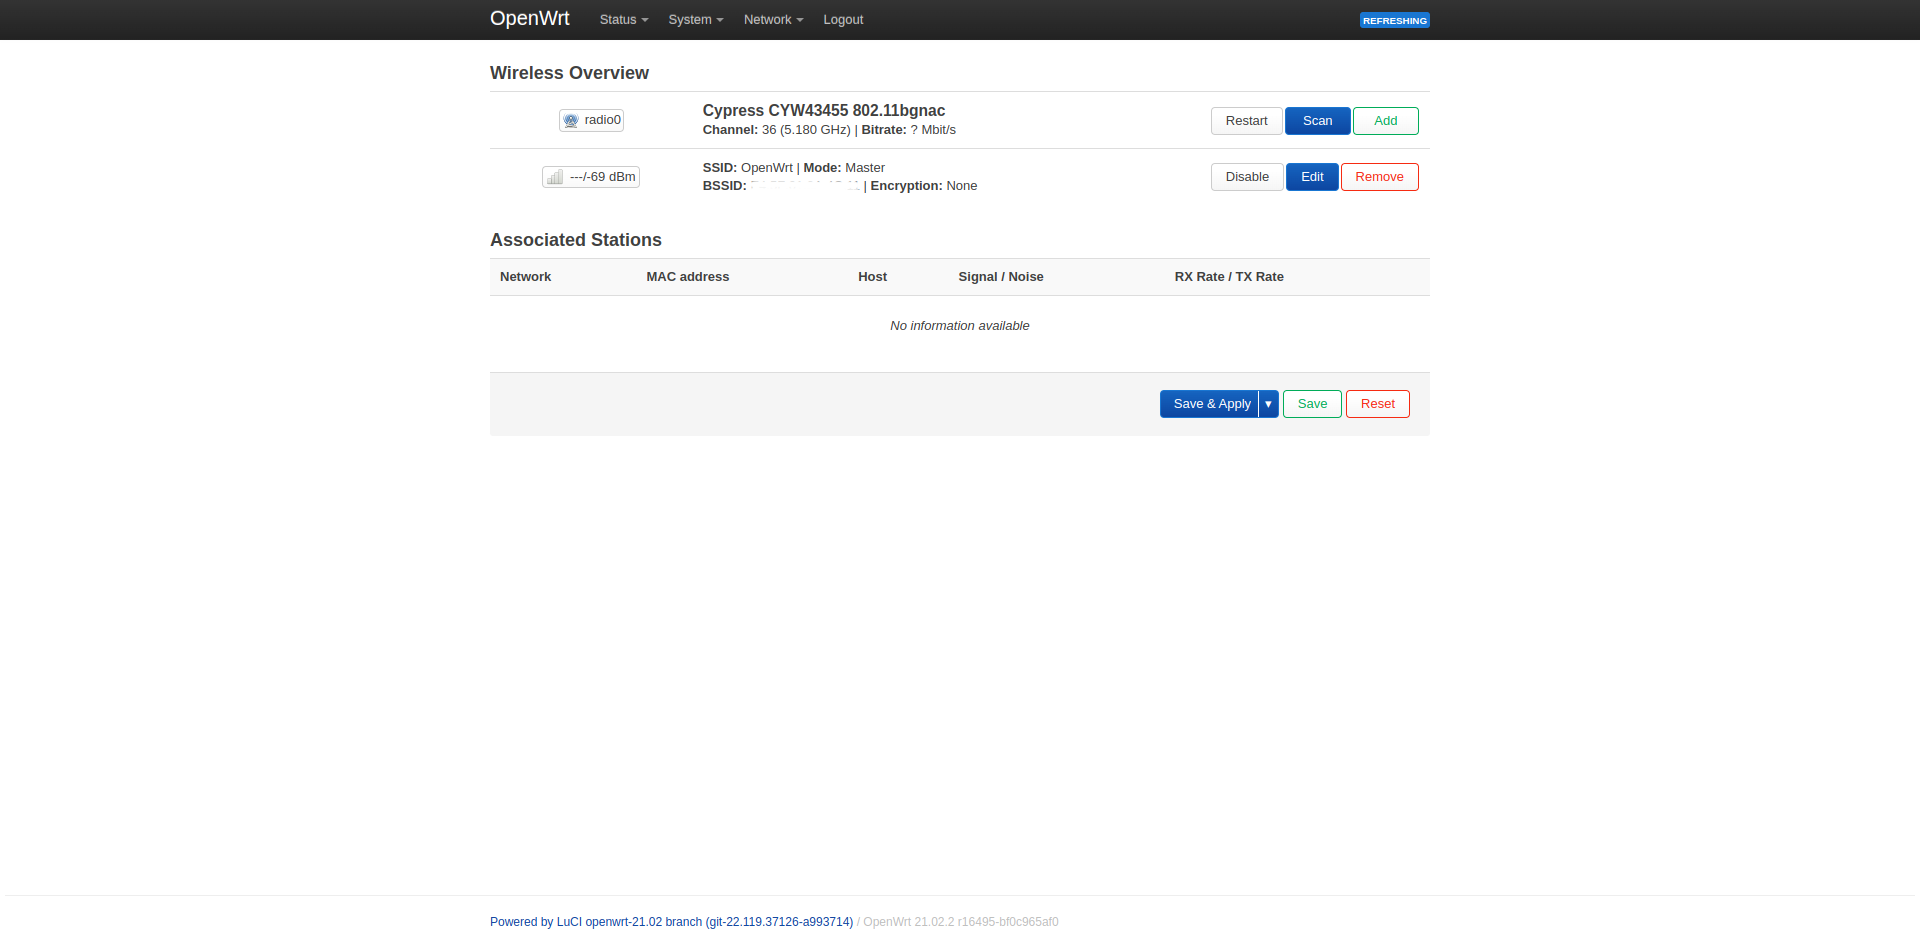 OpenWrt Status System Network Logout REFRESHING
Wireless Overview
radio0
Cypress CYW43455 802.11bgnac
Channel: 36 (5.180 GHz) | Bitrate: ? Mbit/s
Restart Scan Add
---/-69 dBm
SSID: OpenWrt | Mode: Master
BSSID: | Encryption: None
Disable Edit Remove
Associated Stations
Network MAC address Host Signal / Noise RX Rate / TX Rate
No information available
Save & Apply ▾ Save Reset
Powered by LuCI openwrt-21.02 branch (git-22.119.37126-a993714) / OpenWrt 21.02.2 r16495-bf0c965af0